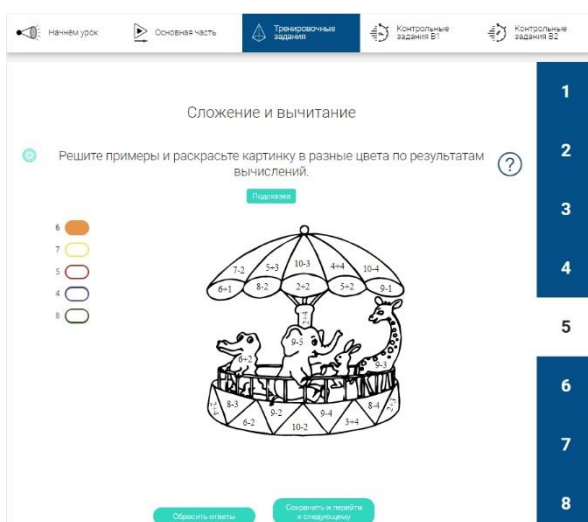 Начнём урок
Основная часть
Тренировочные
задания
Контрольные
задания В1
Контрольные
задания В2
1
2
3
4
5
6
7
8
Сложение и вычитание
Решите примеры и раскрасьте картинку в разные цвета по результатам
вычислений.
?
Подсказка
6
7
5
4
8
7-2 5+3 10-3 4+4 10-4
6+1 8-2 2+2 5+2 9-1
9-5
6+2
9-3
8-3 9-2 9-4 8-4
6-2 10-2 3+4
Сбросить ответы
Сохранить и перейти
к следующему